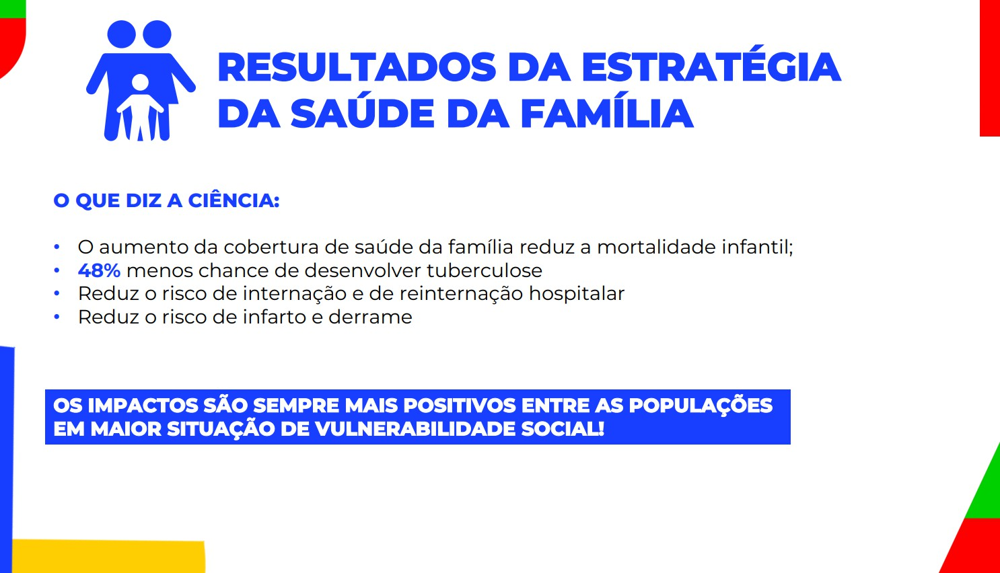 RESULTADOS DA ESTRATÉGIA
DA SAÚDE DA FAMÍLIA
O QUE DIZ A CIÊNCIA:
• O aumento da cobertura de saúde da família reduz a mortalidade infantil;
• 48% menos chance de desenvolver tuberculose
• Reduz o risco de internação e de reinternação hospitalar
• Reduz o risco de infarto e derrame
OS IMPACTOS SÃO SEMPRE MAIS POSITIVOS ENTRE AS POPULAÇÕES
EM MAIOR SITUAÇÃO DE VULNERABILIDADE SOCIAL!